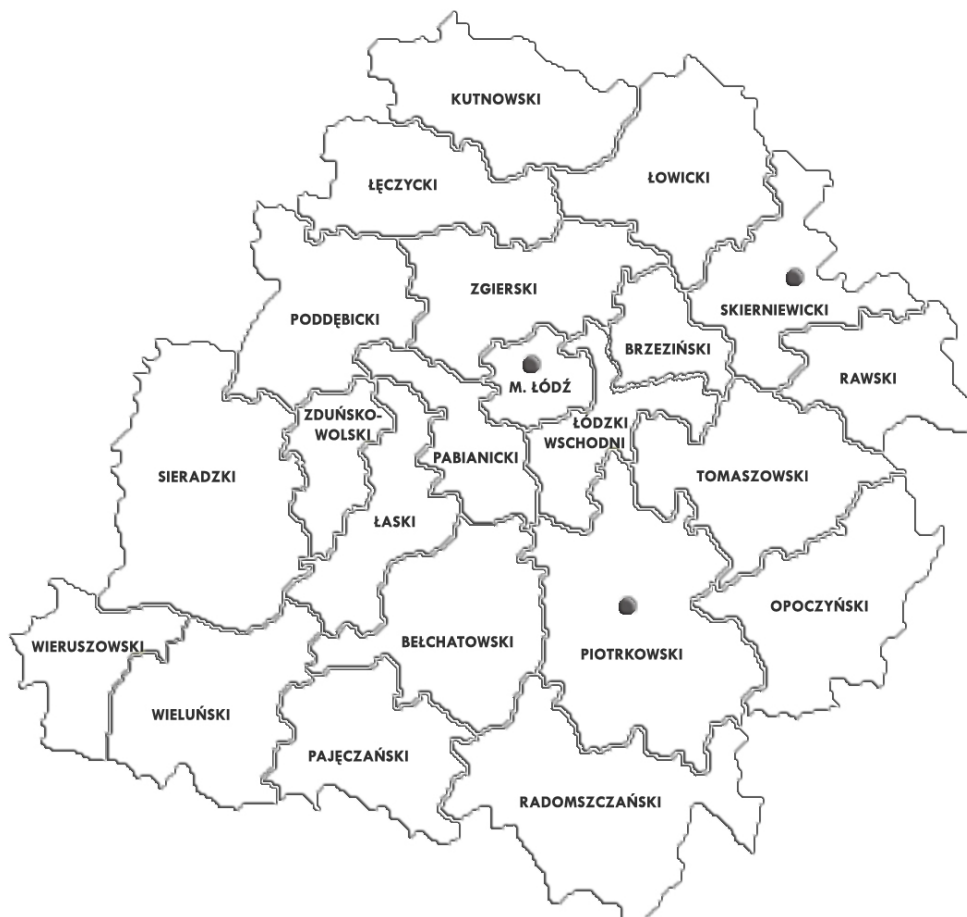 KUTNOWSKI
ŁĘCZYCKI
ŁOWICKI
ZGIERSKI
SKIERNIEWICKI
PODDĘBICKI
BRZEZIŃSKI
RAWSKI
M. ŁÓDŹ
ZDUŃSKO-
WOLSKI
ŁÓDZKI
WSCHODNI
PABIANICKI
SIERADZKI
TOMASZOWSKI
ŁASKI
OPOCZYŃSKI
WIERUSZOWSKI
BEŁCHATOWSKI
PIOTRKOWSKI
WIELUŃSKI
PAJĘCZAŃSKI
RADOMSZCZAŃSKI